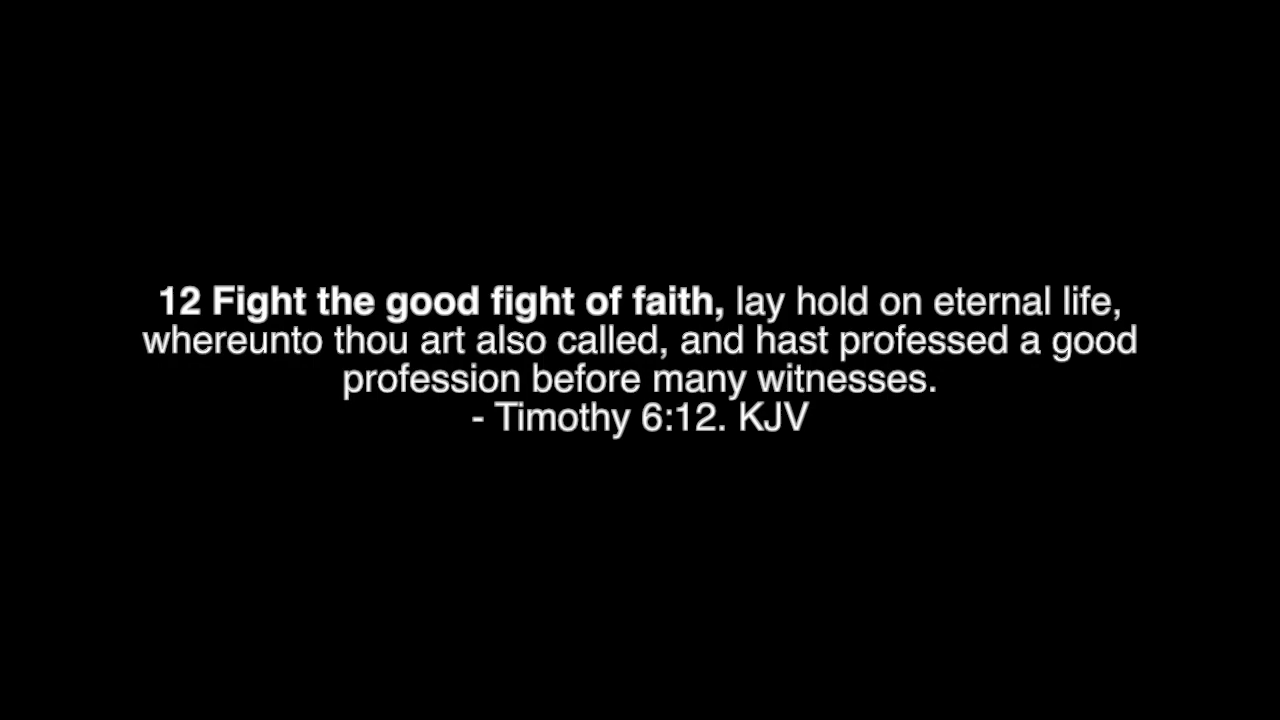 12 Fight the good fight of faith, lay hold on eternal life,
whereunto thou art also called, and hast professed a good
profession before many witnesses.
- Timothy 6:12. KJV